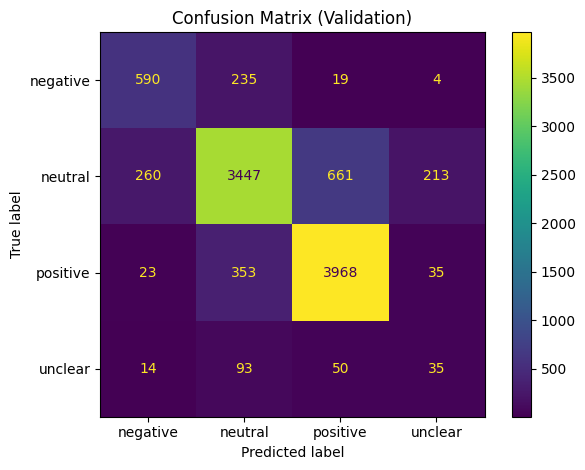 Confusion Matrix (Validation)
True label
negative 590 235 19 4
neutral 260 3447 661 213
positive 23 353 3968 35
unclear 14 93 50 35
negative neutral positive unclear
Predicted label
3500
3000
2500
2000
1500
1000
500